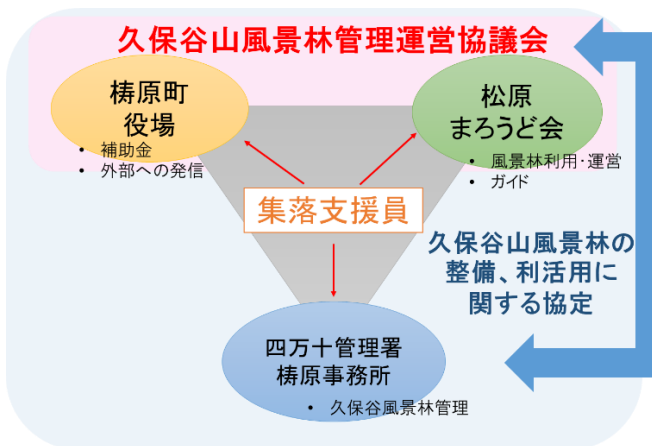 久保谷山風景林管理運営協議会
梼原町
役場
• 補助金
• 外部への発信
松原
まろうど会
• 風景林利用・運営
• ガイド
集落支援員
久保谷山風景林の
整備、利活用に
関する協定
四万十管理署
梼原事務所
• 久保谷風景林管理